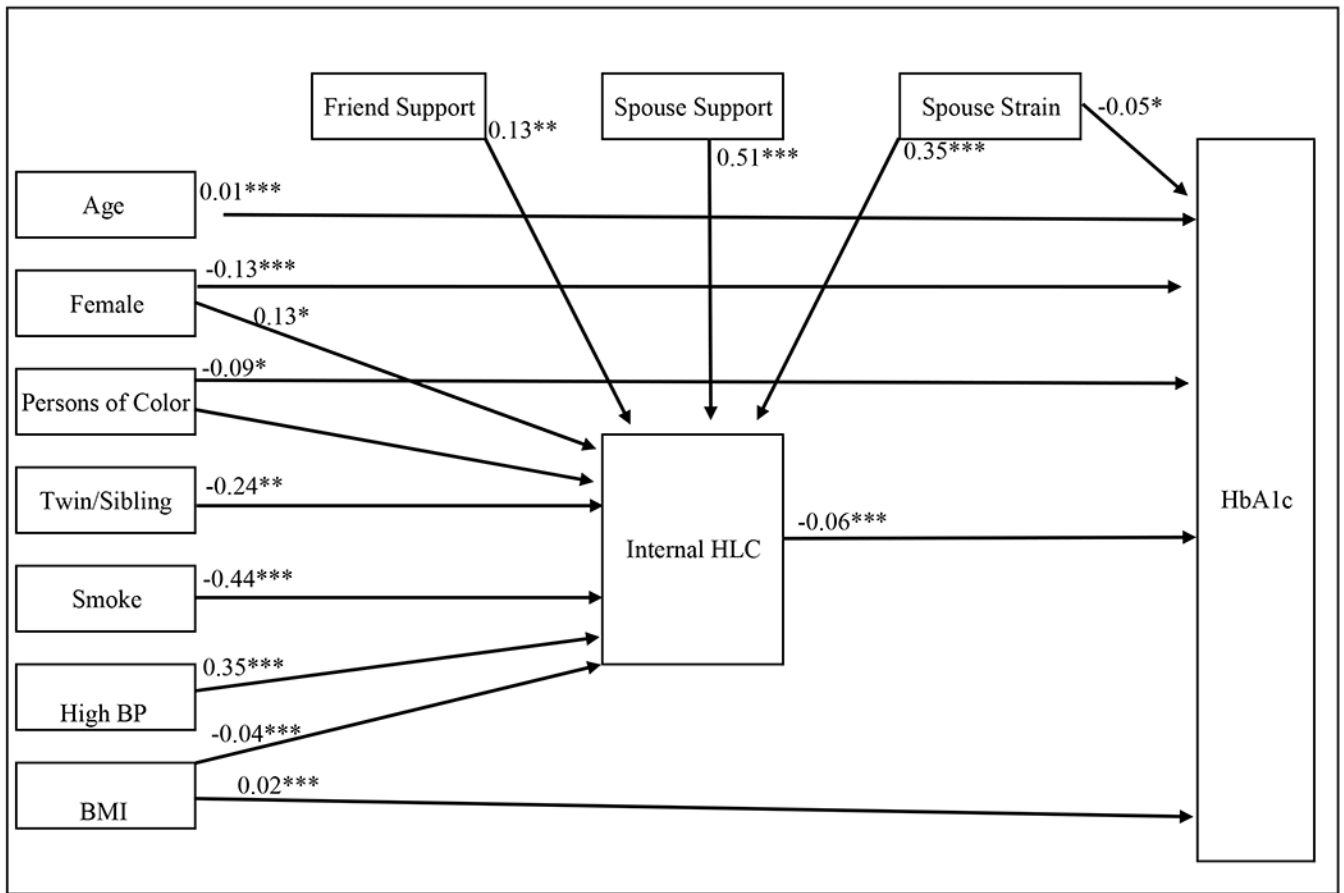 Friend Support
Spouse Support
Spouse Strain
-0.05*
0.13**
0.51***
0.35***
Age
0.01***
Female
-0.13***
0.13*
Persons of Color
-0.09*
Twin/Sibling
-0.24**
Internal HLC
-0.06***
HbA1c
Smoke
-0.44***
High BP
0.35***
-0.04***
BMI
0.02***